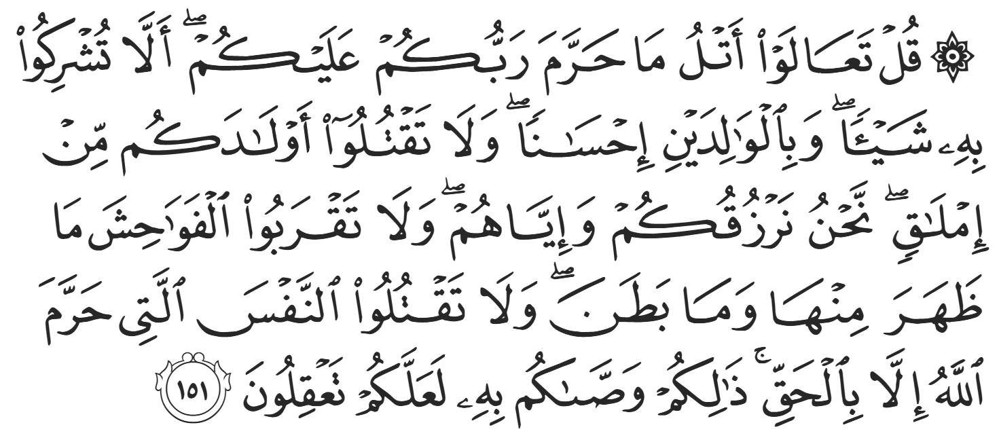 ۞ قُلۡ تَعَالَوۡاْ أَتۡلُ مَا حَرَّمَ رَبُّكُمۡ عَلَيۡكُمۡۖ أَلَّا تُشۡرِكُواْ
بِهِۦ شَيۡـٔٗاۖ وَبِٱلۡوَٰلِدَيۡنِ إِحۡسَٰنٗاۖ وَلَا تَقۡتُلُوٓاْ أَوۡلَٰدَكُم مِّنۡ
إِمۡلَٰقٖۖ نَّحۡنُ نَرۡزُقُكُمۡ وَإِيَّاهُمۡۖ وَلَا تَقۡرَبُواْ ٱلۡفَوَٰحِشَ مَا
ظَهَرَ مِنۡهَا وَمَا بَطَنَۖ وَلَا تَقۡتُلُواْ ٱلنَّفۡسَ ٱلَّتِي حَرَّمَ
ٱللَّهُ إِلَّا بِٱلۡحَقِّۚ ذَٰلِكُمۡ وَصَّىٰكُم بِهِۦ لَعَلَّكُمۡ تَعۡقِلُونَ ١٥١